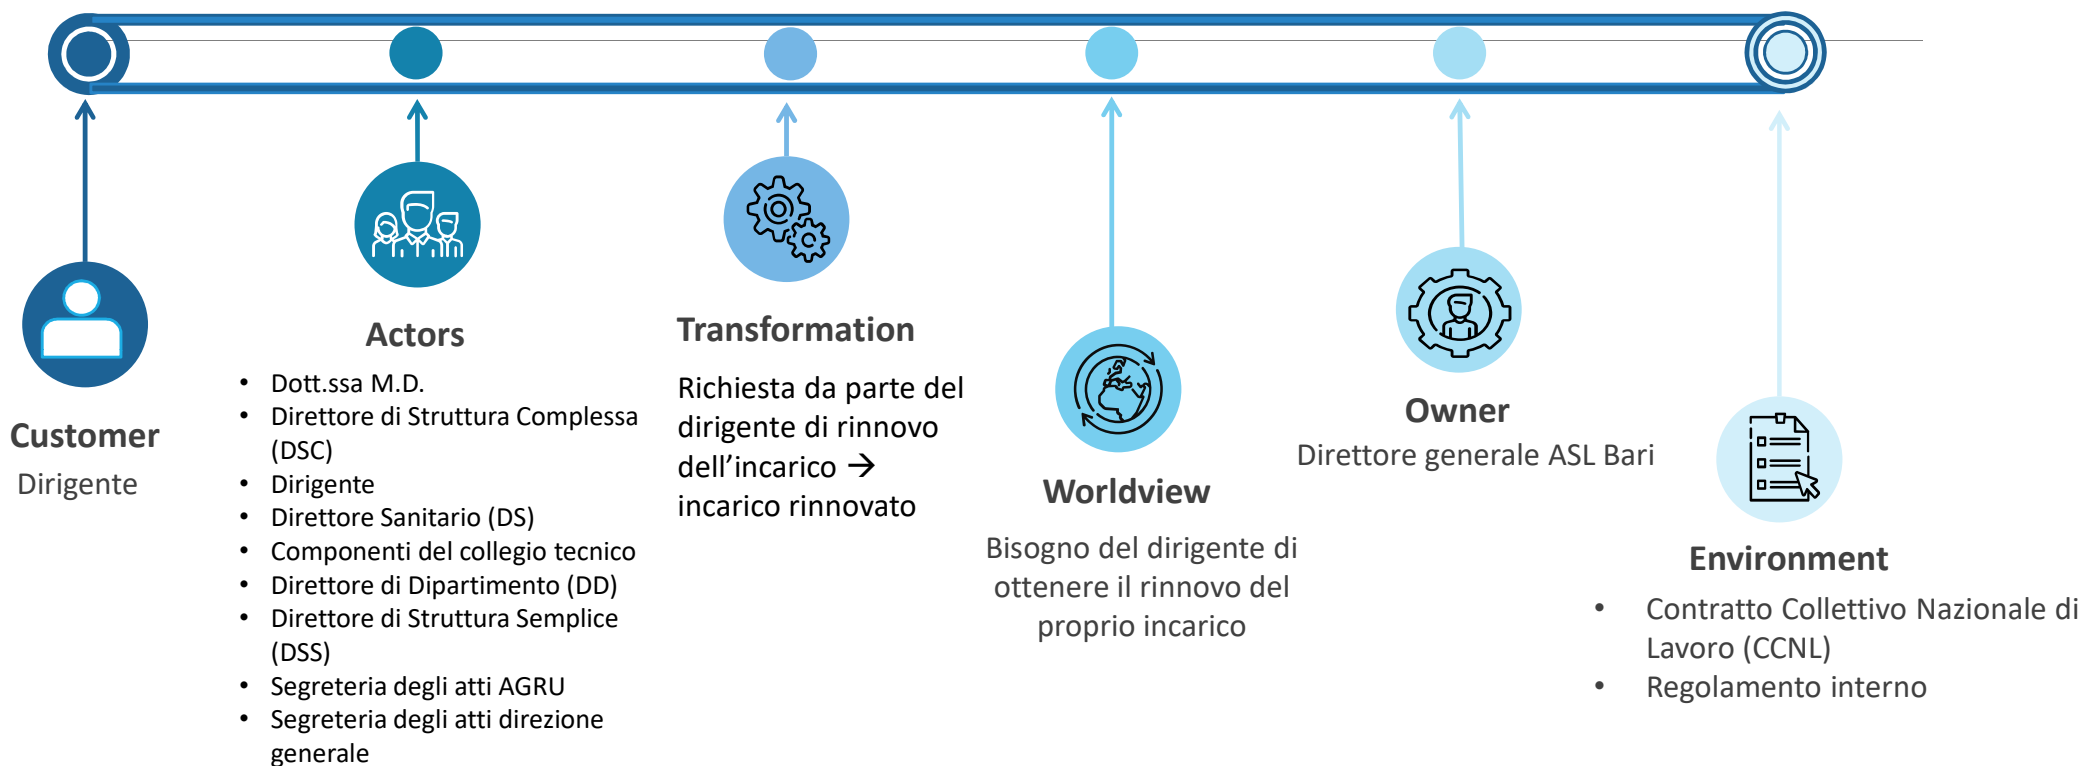 Customer
Dirigente
Actors
• Dott.ssa M.D.
• Direttore di Struttura Complessa
(DSC)
• Dirigente
• Direttore Sanitario (DS)
• Componenti del collegio tecnico
• Direttore di Dipartimento (DD)
• Direttore di Struttura Semplice
(DSS)
• Segreteria degli atti AGRU
• Segreteria degli atti direzione
generale
Transformation
Richiesta da parte del
dirigente di rinnovo
dell’incarico →
incarico rinnovato
Worldview
Bisogno del dirigente di
ottenere il rinnovo del
proprio incarico
Owner
Direttore generale ASL Bari
Environment
• Contratto Collettivo Nazionale di
Lavoro (CCNL)
• Regolamento interno